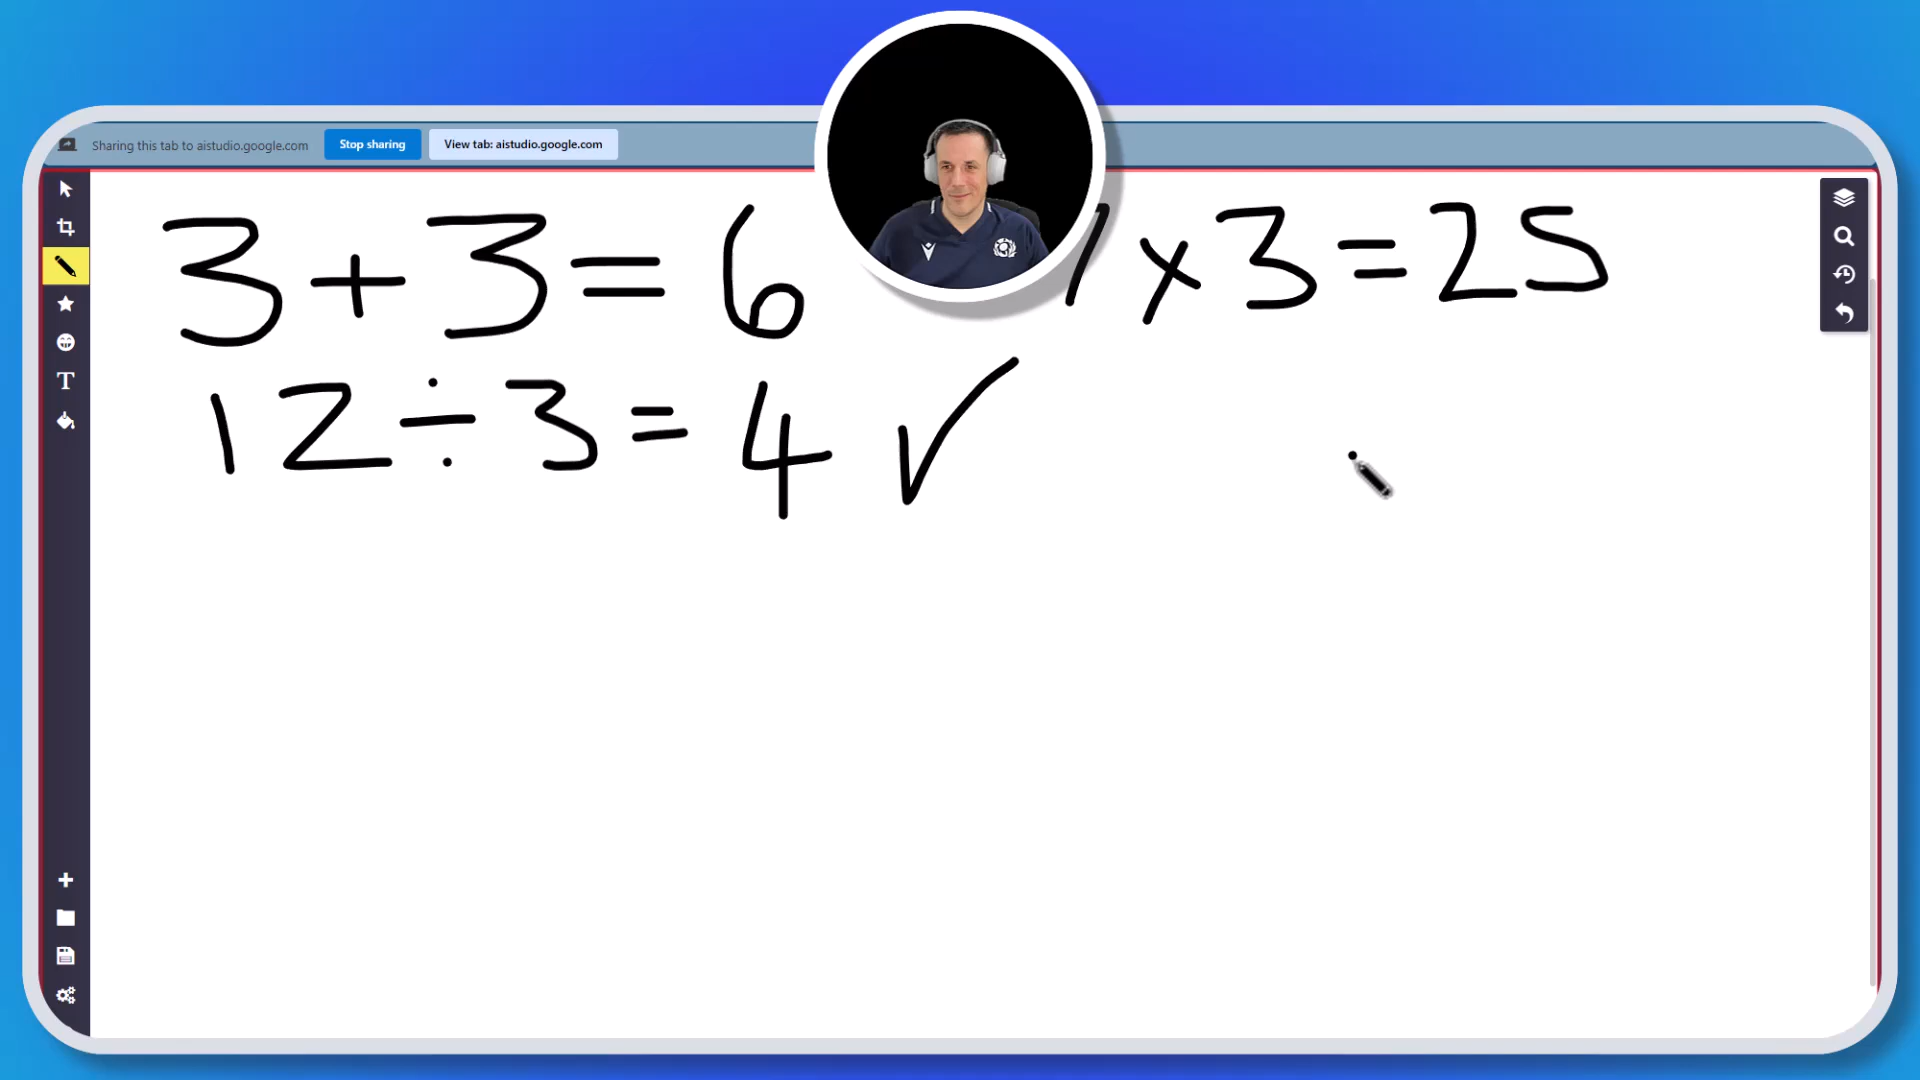 Sharing this tab to aistudio.google.com Stop sharing View tab: aistudio.google.com
3+3=6
x3=25
12÷3=4 ✓
T